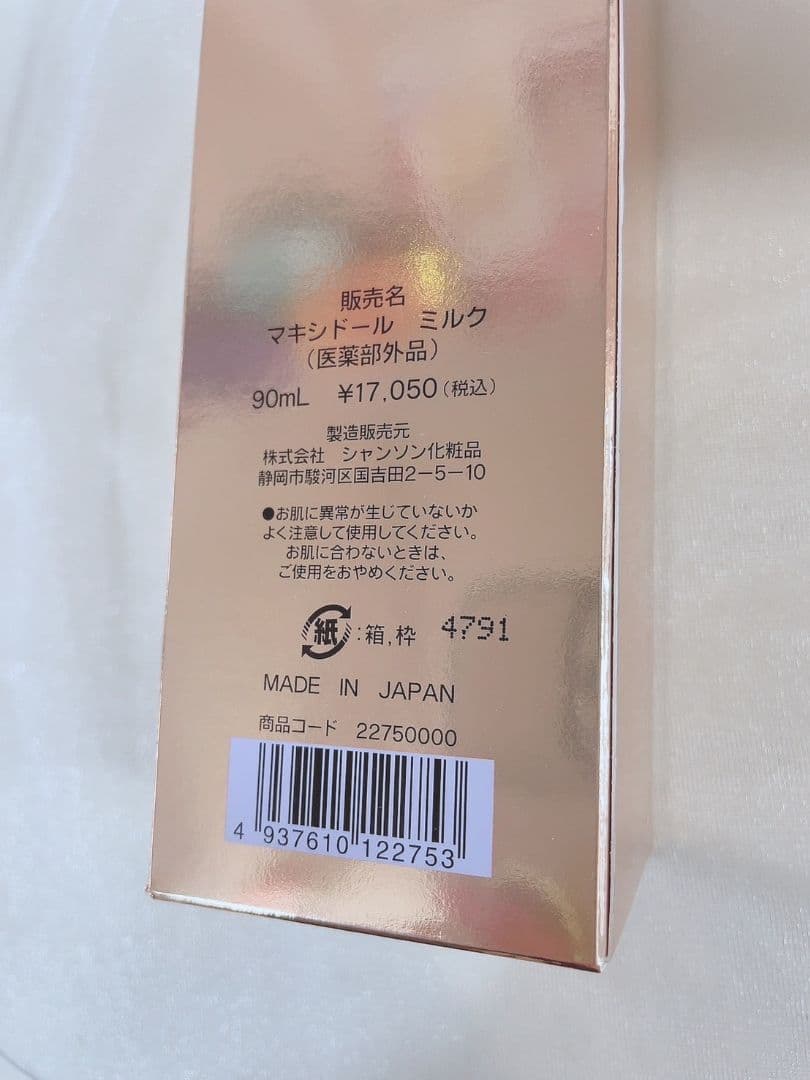 販売名
マキシドール ミルク
(医薬部外品)
90mL ¥17,050(税込)
製造販売元
株式会社 シャンソン化粧品
静岡市駿河区国吉田2-5-10
●お肌に異常が生じていないか
よく注意して使用してください。
お肌に合わないときは、
ご使用をおやめください。
紙:箱,枠 4791
MADE IN JAPAN
商品コード 22750000
4 937610 122753